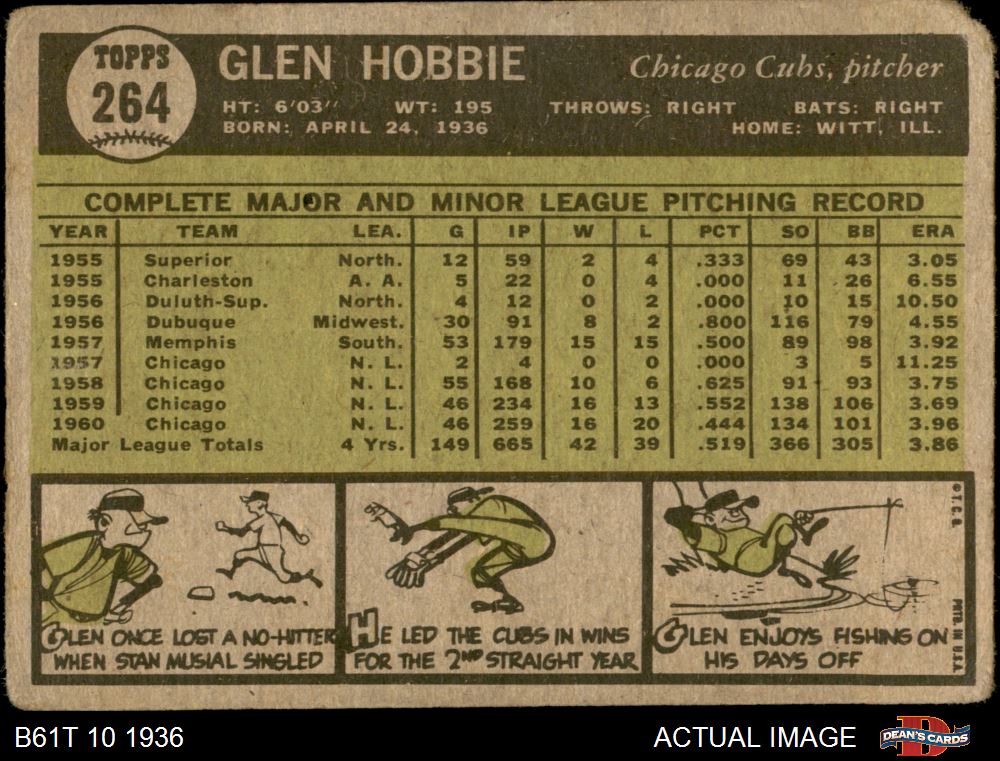 TOPPS
264
GLEN HOBBIE
Chicago Cubs, pitcher
HT: 6'03" WT: 195 THROWS: RIGHT BATS: RIGHT
BORN: APRIL 24, 1936 HOME: WITT, ILL.
COMPLETE MAJOR AND MINOR LEAGUE PITCHING RECORD
YEAR TEAM LEA. G IP W L PCT SO BB ERA
1955 Superior North. 12 59 2 4 .333 69 43 3.05
1955 Charleston A. A. 5 22 0 4 .000 11 26 6.55
1956 Duluth-Sup. North. 4 12 0 2 .000 10 15 10.50
1956 Dubuque Midwest. 30 91 8 2 .800 116 79 4.55
1957 Memphis South. 53 179 15 15 .500 89 98 3.92
1957 Chicago N. L. 2 4 0 0 .000 3 5 11.25
1958 Chicago N. L. 55 168 10 6 .625 91 93 3.75
1959 Chicago N. L. 46 234 16 13 .552 138 106 3.69
1960 Chicago N. L. 46 259 16 20 .444 134 101 3.96
Major League Totals 4 Yrs. 149 665 42 39 .519 366 305 3.86
GLEN ONCE LOST A NO-HITTER
WHEN STAN MUSIAL SINGLED
HE LED THE CUBS IN WINS
FOR THE 2ND STRAIGHT YEAR
GLEN ENJOYS FISHING ON
HIS DAYS OFF
© T. C. G. PRTD. IN U.S.A.
B61T 10 1936
ACTUAL IMAGE
D
DEAN'S CARDS